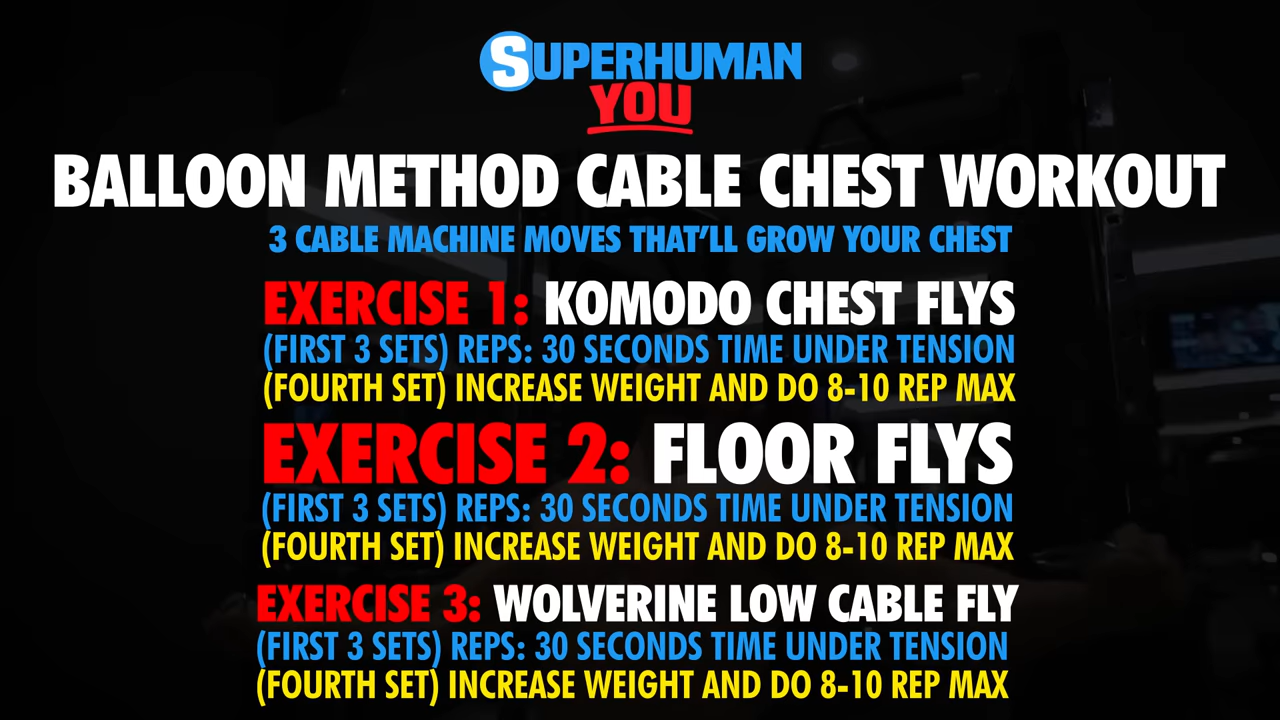 SUPERHUMAN
YOU
BALLOON METHOD CABLE CHEST WORKOUT
3 CABLE MACHINE MOVES THAT'LL GROW YOUR CHEST
EXERCISE 1: KOMODO CHEST FLYS
(FIRST 3 SETS) REPS: 30 SECONDS TIME UNDER TENSION
(FOURTH SET) INCREASE WEIGHT AND DO 8-10 REP MAX
EXERCISE 2: FLOOR FLYS
(FIRST 3 SETS) REPS: 30 SECONDS TIME UNDER TENSION
(FOURTH SET) INCREASE WEIGHT AND DO 8-10 REP MAX
EXERCISE 3: WOLVERINE LOW CABLE FLY
(FIRST 3 SETS) REPS: 30 SECONDS TIME UNDER TENSION
(FOURTH SET) INCREASE WEIGHT AND DO 8-10 REP MAX